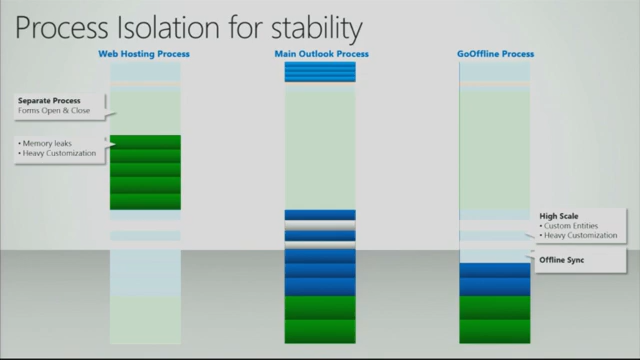 Process Isolation for stability
Web Hosting Process
Main Outlook Process
GoOffline Process
Separate Process
Forms Open & Close
• Memory leaks
• Heavy Customization
High Scale
• Custom Entities
• Heavy Customization
Offline Sync